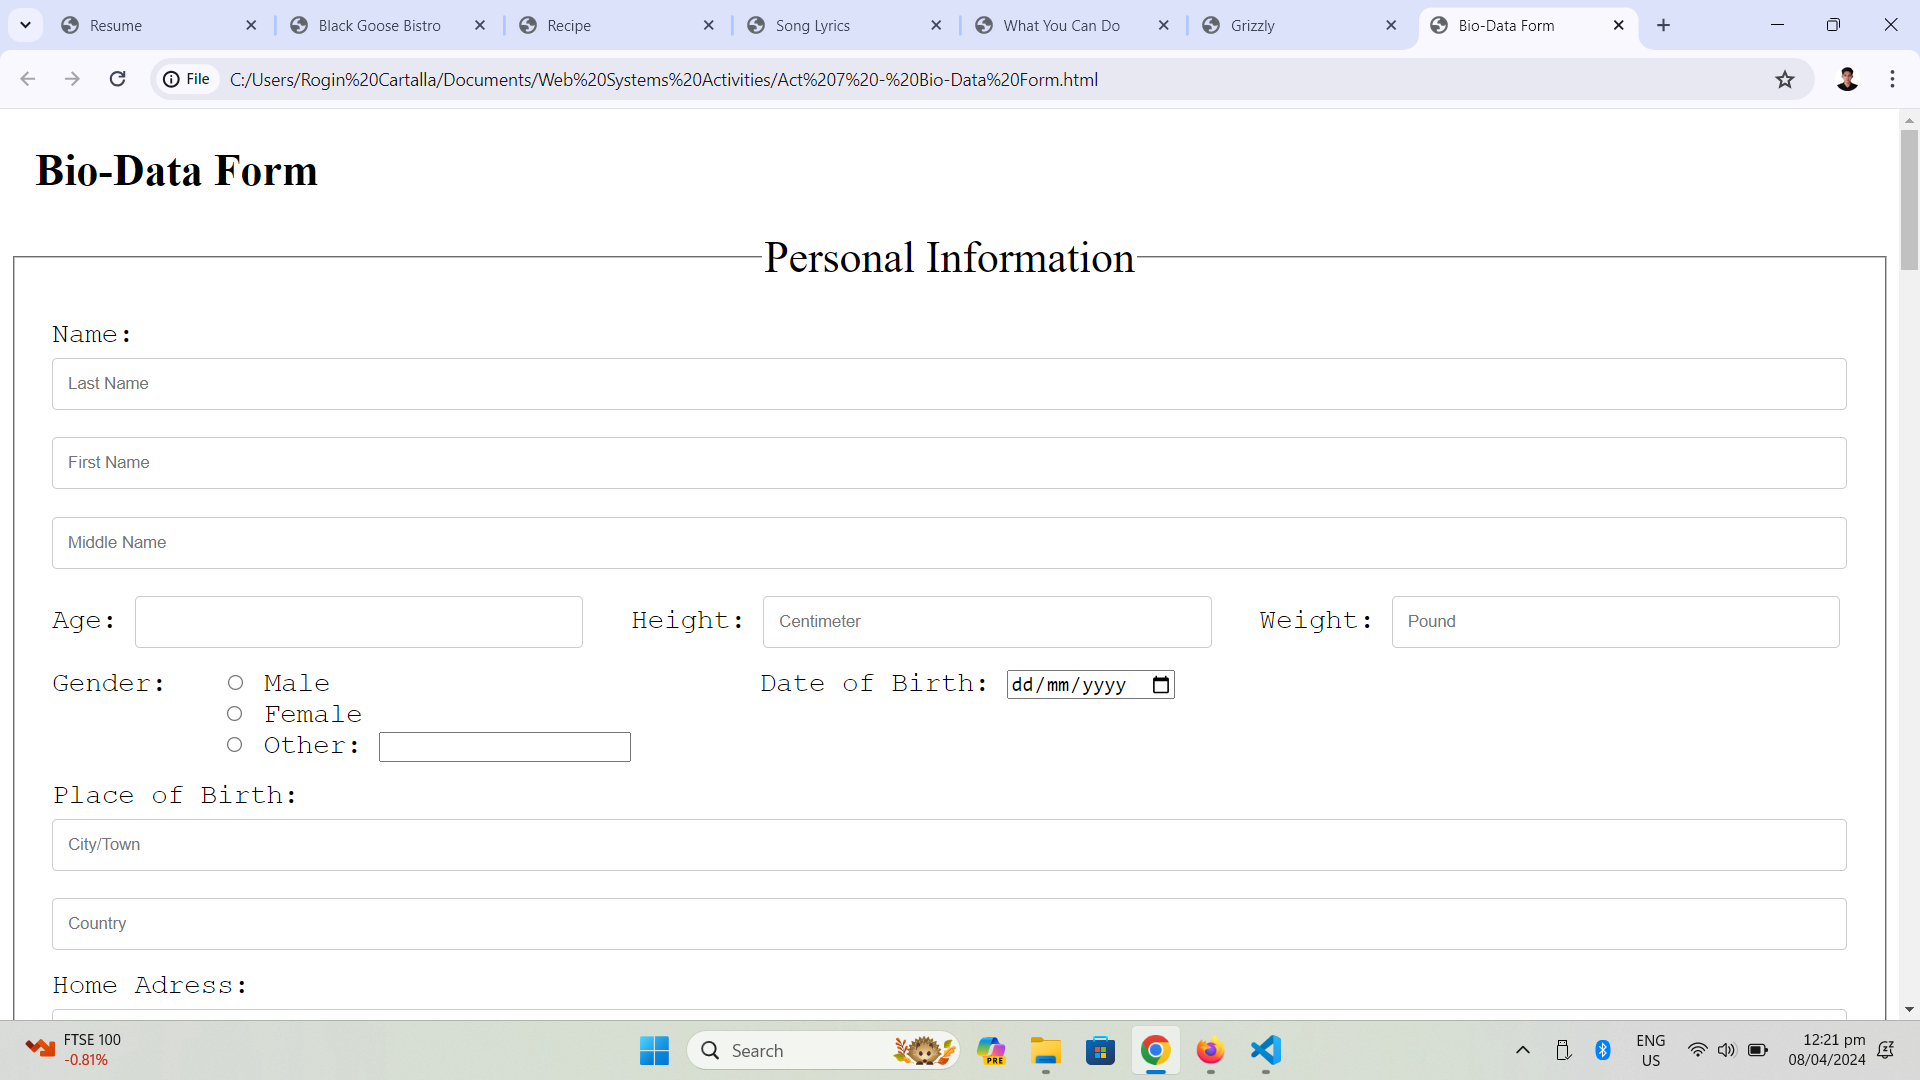 Resume
Black Goose Bistro
Recipe
Song Lyrics
What You Can Do
Grizzly
Bio-Data Form
File
C:/Users/Rogin%20Cartalla/Documents/Web%20Systems%20Activities/Act%207%20-%20Bio-Data%20Form.html
Bio-Data Form
Personal Information
Name:
Last Name
First Name
Middle Name
Age:
Height: Centimeter
Weight: Pound
Gender: Male
Female
Other:
Date of Birth: dd/mm/yyyy
Place of Birth:
City/Town
Country
Home Adress:
FTSE 100
-0.81%
Search
PRE
ENG
US
12:21 pm
08/04/2024